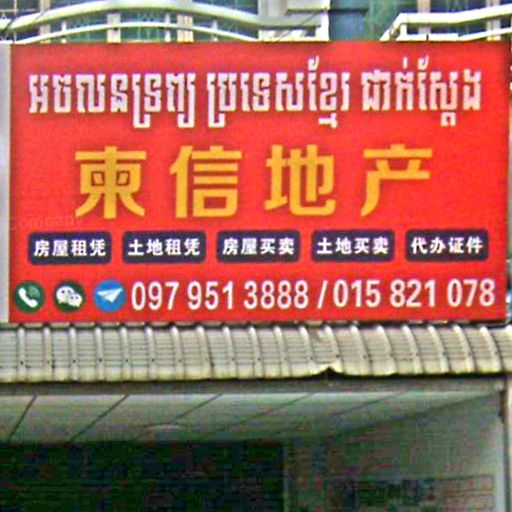 អចលនទ្រព្យ ប្រទេសខ្មែរ ជាក់ស្តែង
柬信地产
房屋租凭 土地租凭 房屋买卖 土地买卖 代办证件
097 951 3888 / 015 821 078